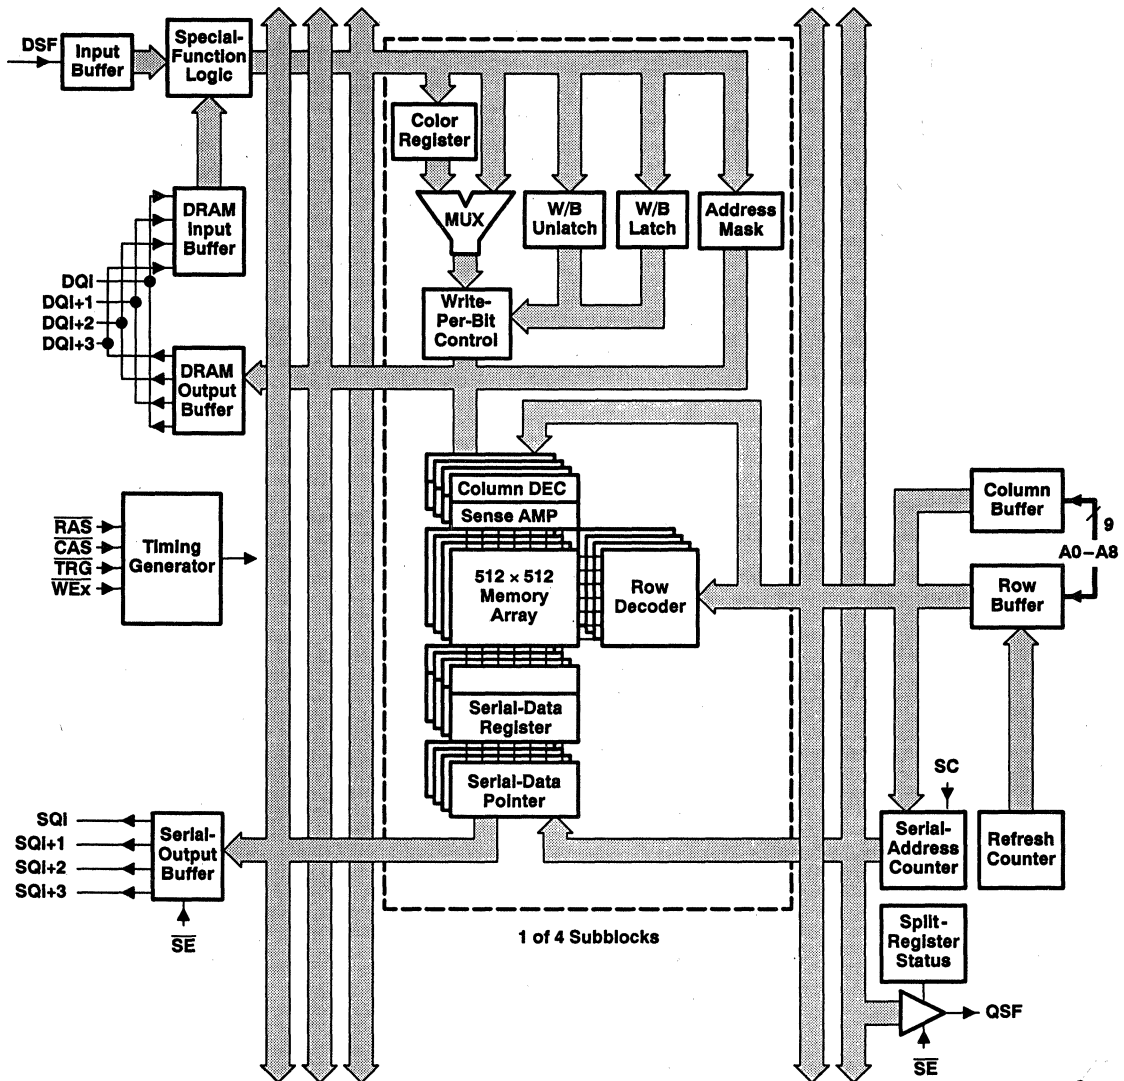 DSF
Input
Buffer
Special-
Function
Logic
Color
Register
MUX
W/B
Unlatch
W/B
Latch
Address
Mask
DRAM
Input
Buffer
DQi
DQi+1
DQi+2
DQi+3
Write-
Per-Bit
Control
DRAM
Output
Buffer
Column DEC
Sense AMP
Column
Buffer
9
A0–A8
RAS
CAS
TRG
WEx
Timing
Generator
512 × 512
Memory
Array
Row
Decoder
Row
Buffer
Serial-Data
Register
Serial-Data
Pointer
SC
SQi
SQi+1
SQi+2
SQi+3
Serial-
Output
Buffer
SE
Serial-
Address
Counter
Refresh
Counter
1 of 4 Subblocks
Split-
Register
Status
QSF
SE